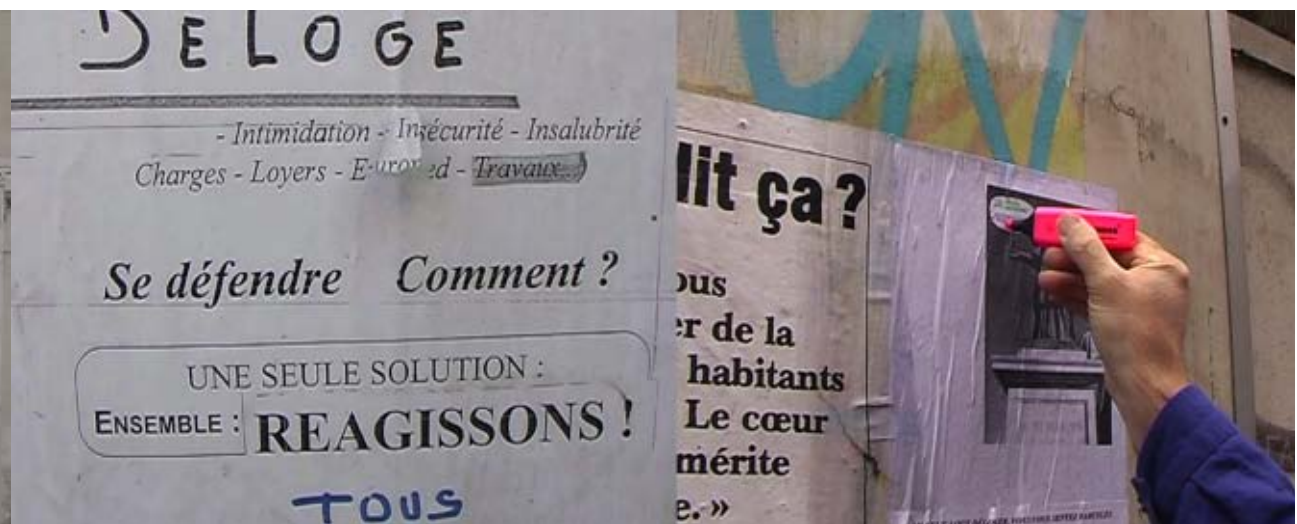 DELOGE
- Intimidation - Insécurité - Insalubrité
Charges - Loyers - - Travaux...)
Se défendre Comment ?
UNE SEULE SOLUTION :
ENSEMBLE : REAGISSONS !
TOUS
dit ça ?
ous
er de la
habitants
Le cœur
mérite
e. »